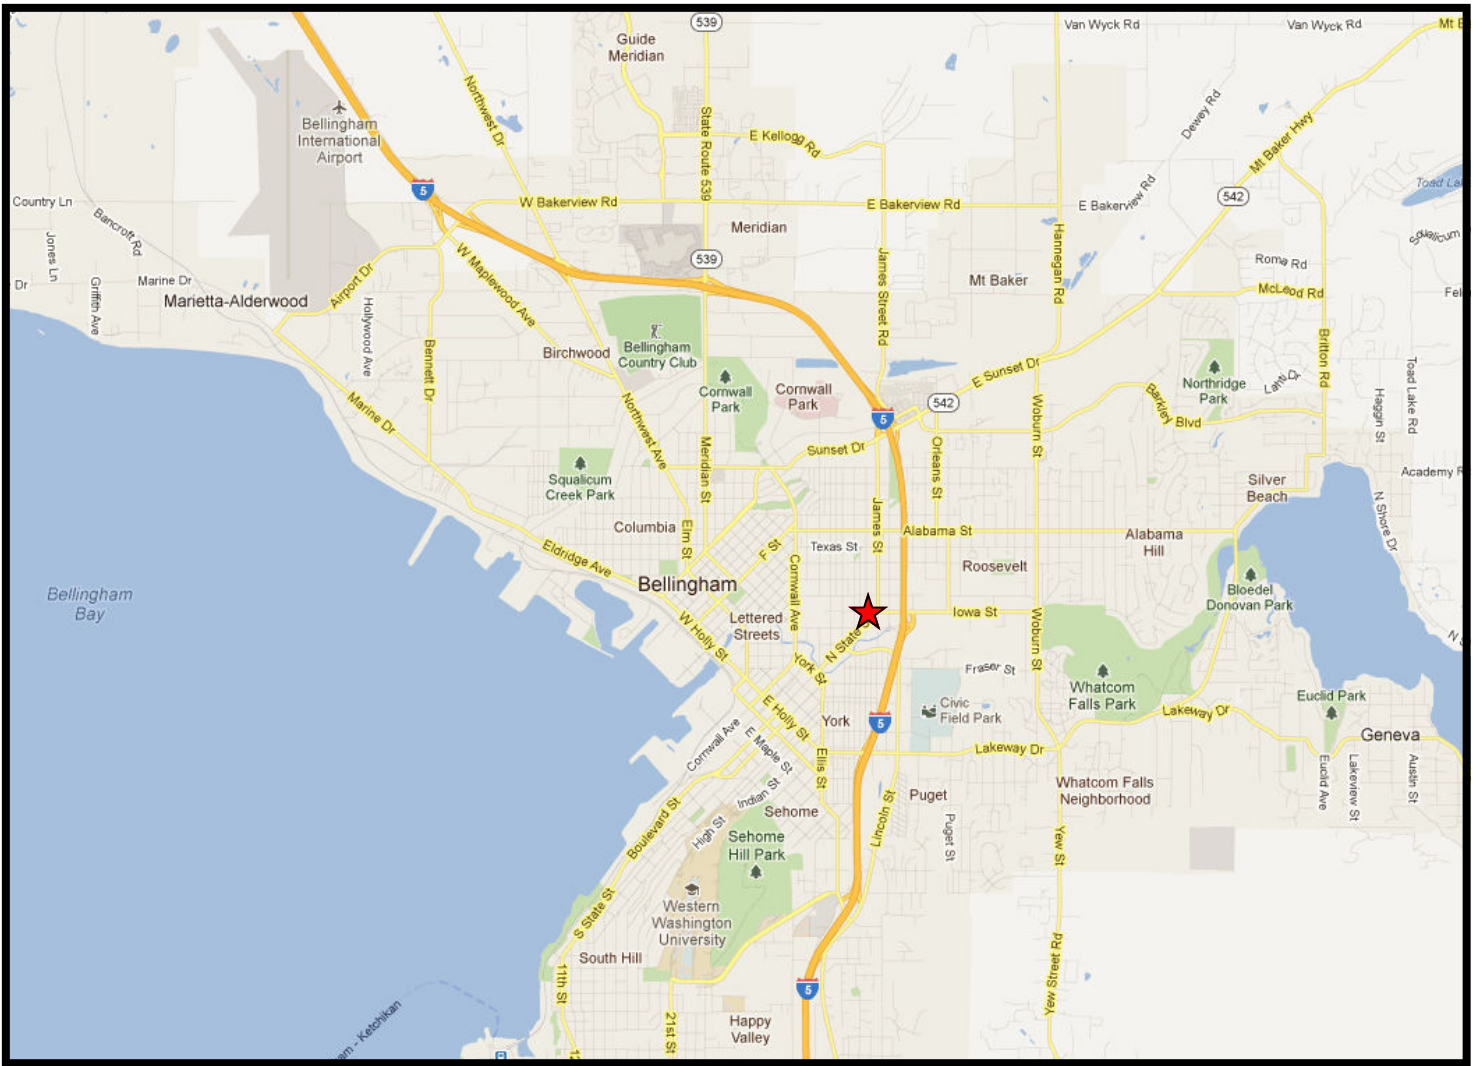 539
Van Wyck Rd
Van Wyck Rd
Guide
Meridian
Northwest Dr
Bellingham
International
Airport
State Route 539
E Kellogg Rd
Dewey Rd
Mt Baker Hwy
5
542
Country Ln
Bancroft Rd
W Bakerview Rd
E Bakerview Rd
E Bakerview Rd
Meridian
Jones Ln
Griffith Ave
Dr
Marine Dr
Marietta-Alderwood
Airport Dr
Hollywood Ave
W Maplewood Ave
539
James Street Rd
Mt Baker
Hannegan Rd
Roma Rd
McLeod Rd
Britton Rd
Toad Lake Rd
Haggin St
Birchwood
Bellingham
Country Club
Bennett Dr
Marine Dr
Northwest Ave
Cornwall
Park
Cornwall
Park
E Sunset Dr
542
5
Northridge
Park
Lahti Dr
Barkley
Blvd
Woburn St
Orleans St
Sunset Dr
Meridian St
Squalicum
Creek Park
Silver
Beach
Academy R
N Shore Dr
Columbia
Elm St
Eldridge Ave
F St
Texas St
James St
Alabama St
Alabama
Hill
Roosevelt
Bellingham
Bellingham
Bay
Cornwall Ave
Lettered
Streets
W Holly St
N State
Iowa St
Woburn St
Bloedel
Donovan Park
York St
Fraser St
Whatcom
Falls Park
Civic
Field Park
Euclid Park
Lakeway Dr
E Holly St
York
5
Cornwall Ave
E Maple St
Ellis St
Lakeway Dr
Geneva
Euclid Ave
Lakeview St
Austin St
Whatcom Falls
Neighborhood
Puget
Puget St
Lincoln St
Indian St
High St
Sehome
Sehome
Hill Park
Boulevard St
Yew St
Western
Washington
University
S State St
South Hill
11th St
Yew Street Rd
5
Happy
Valley
21st St
am - Ketchikan